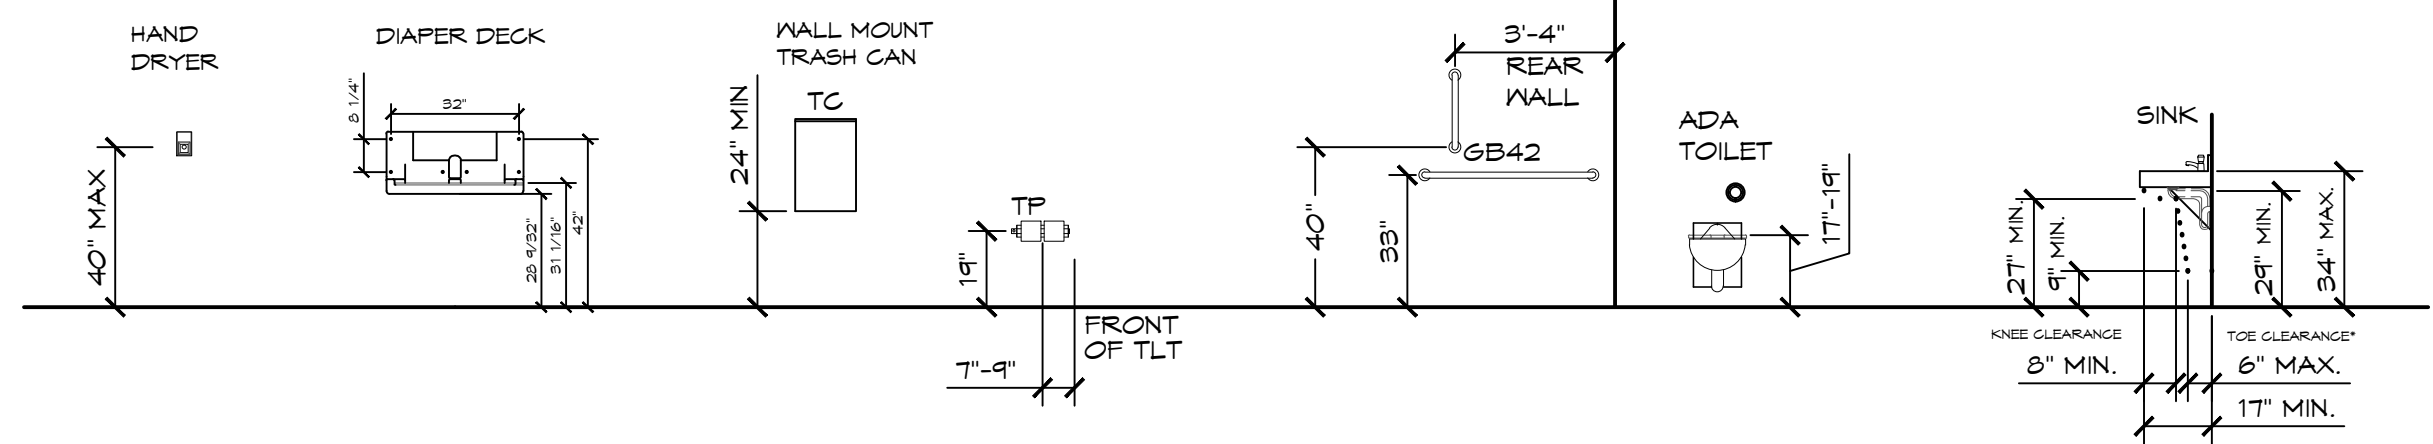 HAND
DRYER
40" MAX
DIAPER DECK
8 1/4"
32"
28 9/32"
31 1/16"
42"
WALL MOUNT
TRASH CAN
24" MIN
TC
TP
19"
FRONT
OF TLT
7"-9"
3'-4"
REAR
WALL
GB42
40"
33"
ADA
TOILET
17"-19"
SINK
27" MIN.
9" MIN.
29" MIN.
34" MAX.
KNEE CLEARANCE
8" MIN.
TOE CLEARANCE*
6" MAX.
17" MIN.